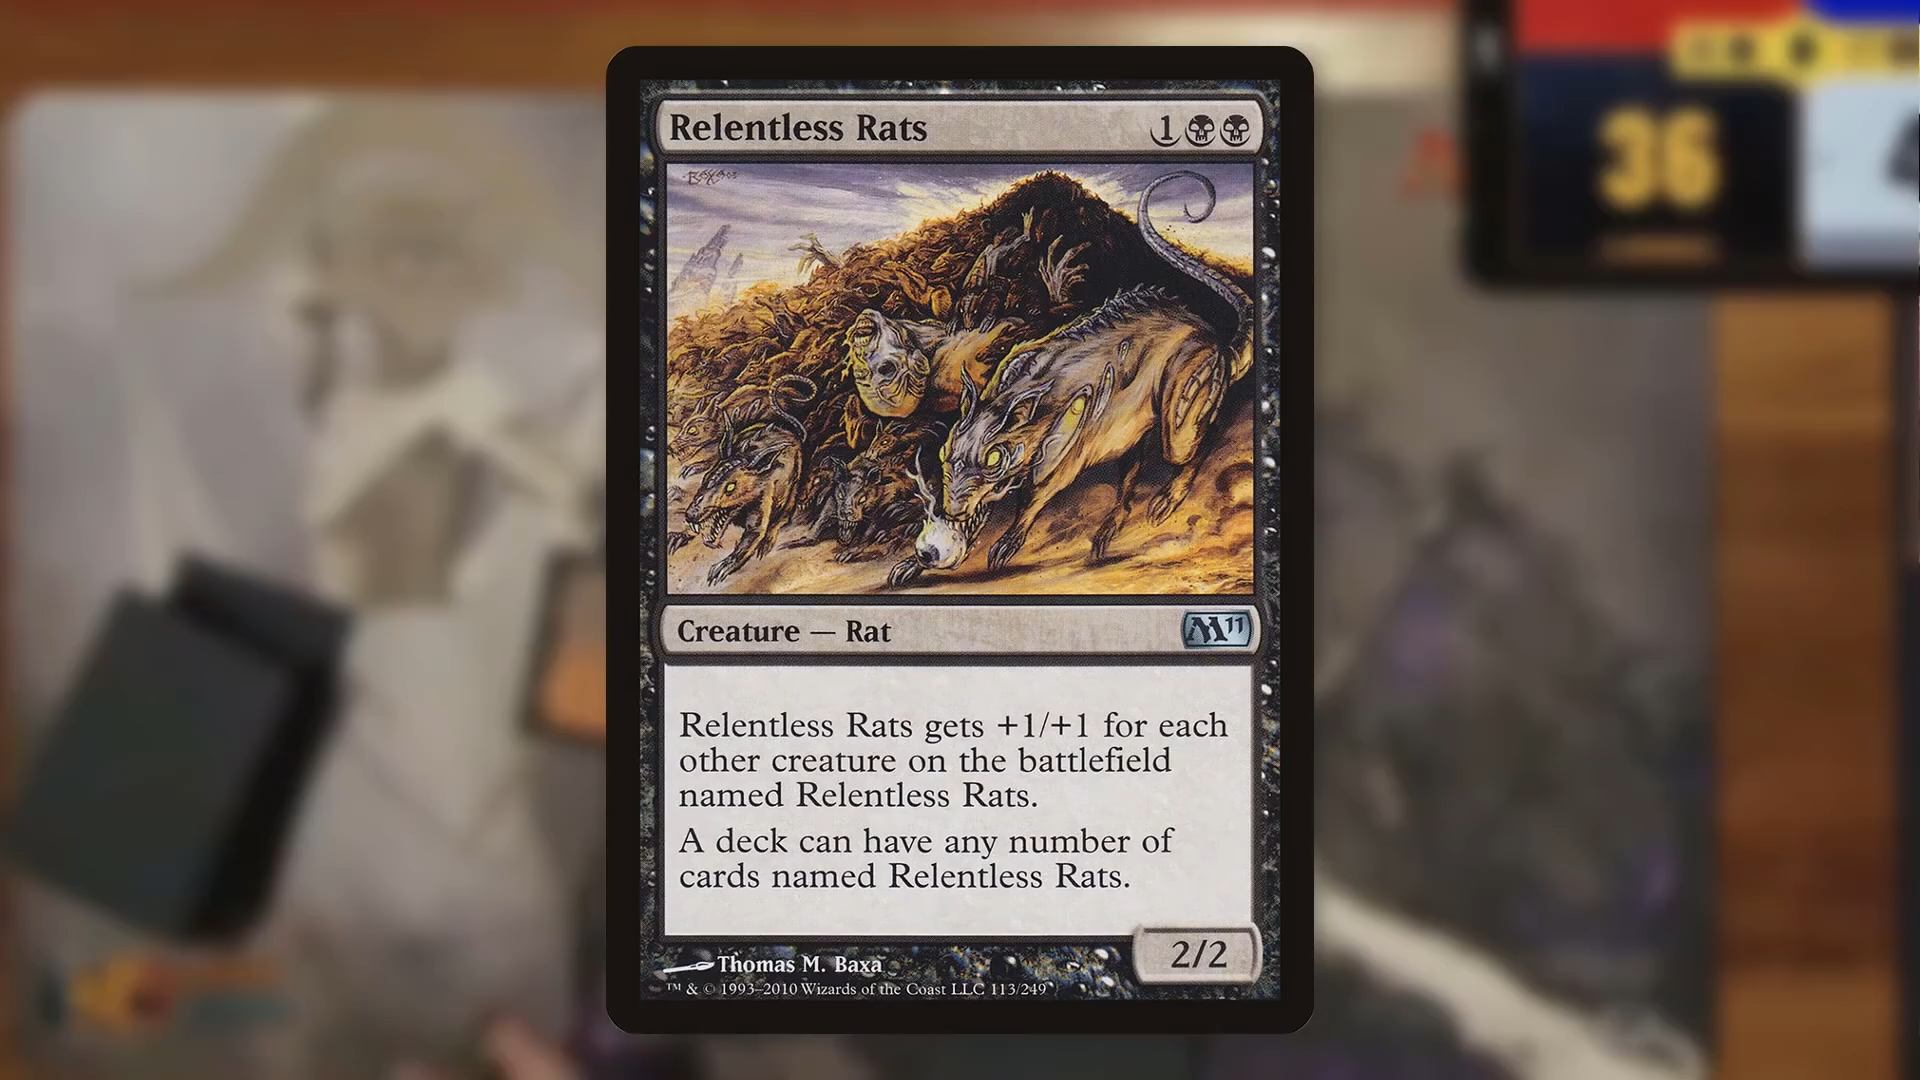 Relentless Rats 1
BAXA
36
Creature — Rat M11
Relentless Rats gets +1/+1 for each
other creature on the battlefield
named Relentless Rats.
A deck can have any number of
cards named Relentless Rats.
2/2
Thomas M. Baxa
™ & © 1993–2010 Wizards of the Coast LLC 113/249